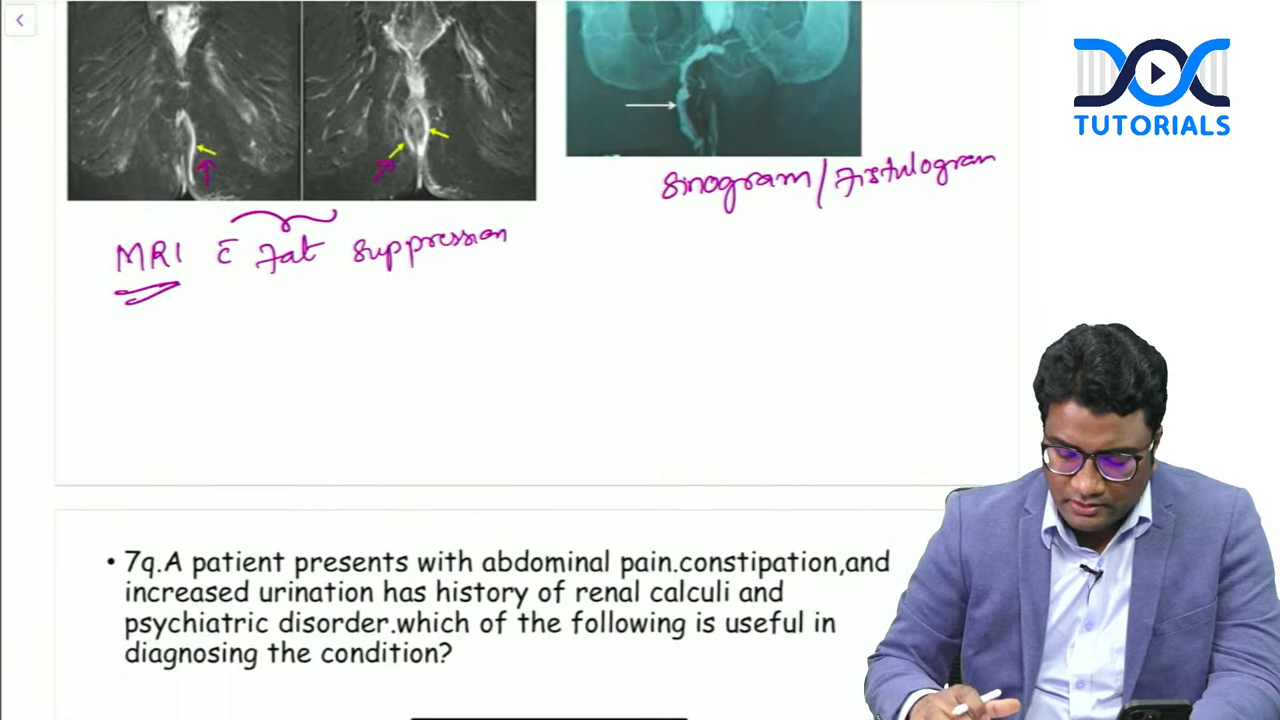 DOC
TUTORIALS
Sinogram/Fistulogram
MRI c̄ Fat Suppression
• 7q.A patient presents with abdominal pain.constipation,and
increased urination has history of renal calculi and
psychiatric disorder.which of the following is useful in
diagnosing the condition?